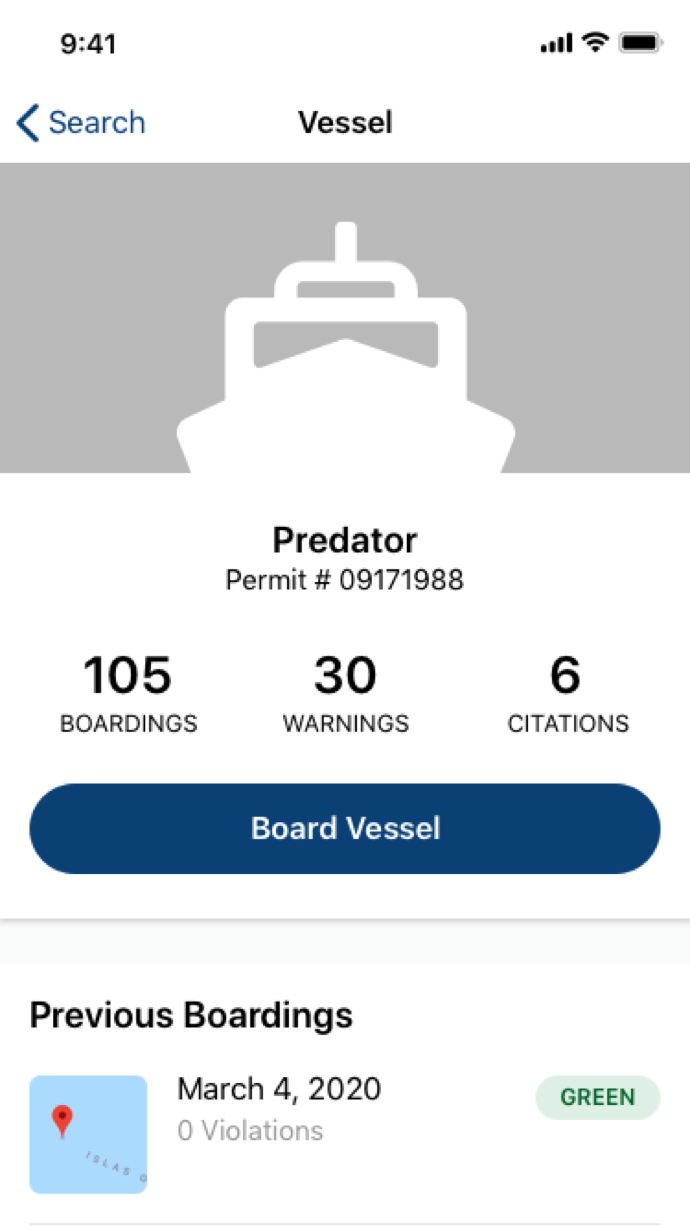 9:41
Search
Vessel
Predator
Permit # 09171988
105
30
6
BOARDINGS
WARNINGS
CITATIONS
Board Vessel
Previous Boardings
March 4, 2020
GREEN
0 Violations
ISLAS